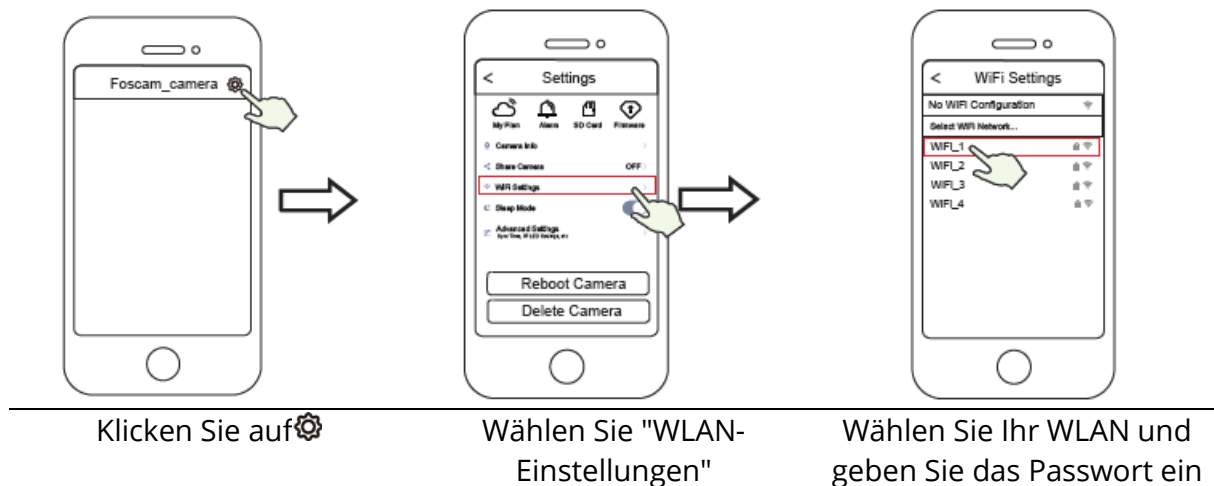 Foscam_camera
< Settings
My Plan Alarm SD Card Firmware
Camera Info
Share Camera OFF
WiFi Settings
Sleep Mode
Advanced Settings
Reboot Camera
Delete Camera
< WiFi Settings
No WIFI Configuration
Select WIFI Network...
WIFI_1
WIFI_2
WIFI_3
WIFI_4
Klicken Sie auf
Wählen Sie "WLAN-
Einstellungen"
Wählen Sie Ihr WLAN und
geben Sie das Passwort ein